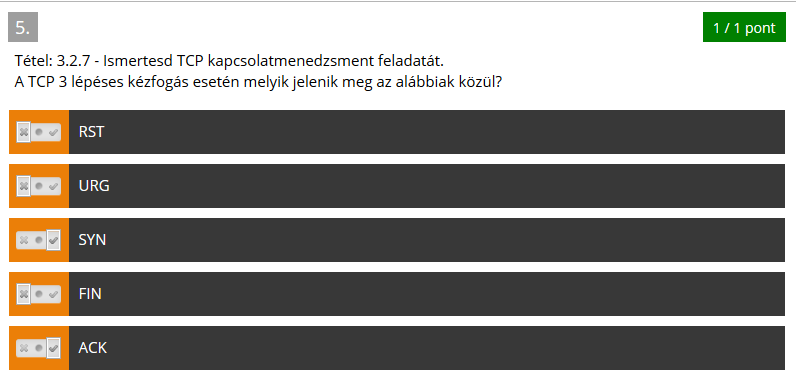 5.
1 / 1 pont
Tétel: 3.2.7 - Ismertesd TCP kapcsolatmenedzsment feladatát.
A TCP 3 lépéses kézfogás esetén melyik jelenik meg az alábbiak közül?
RST
URG
SYN
FIN
ACK